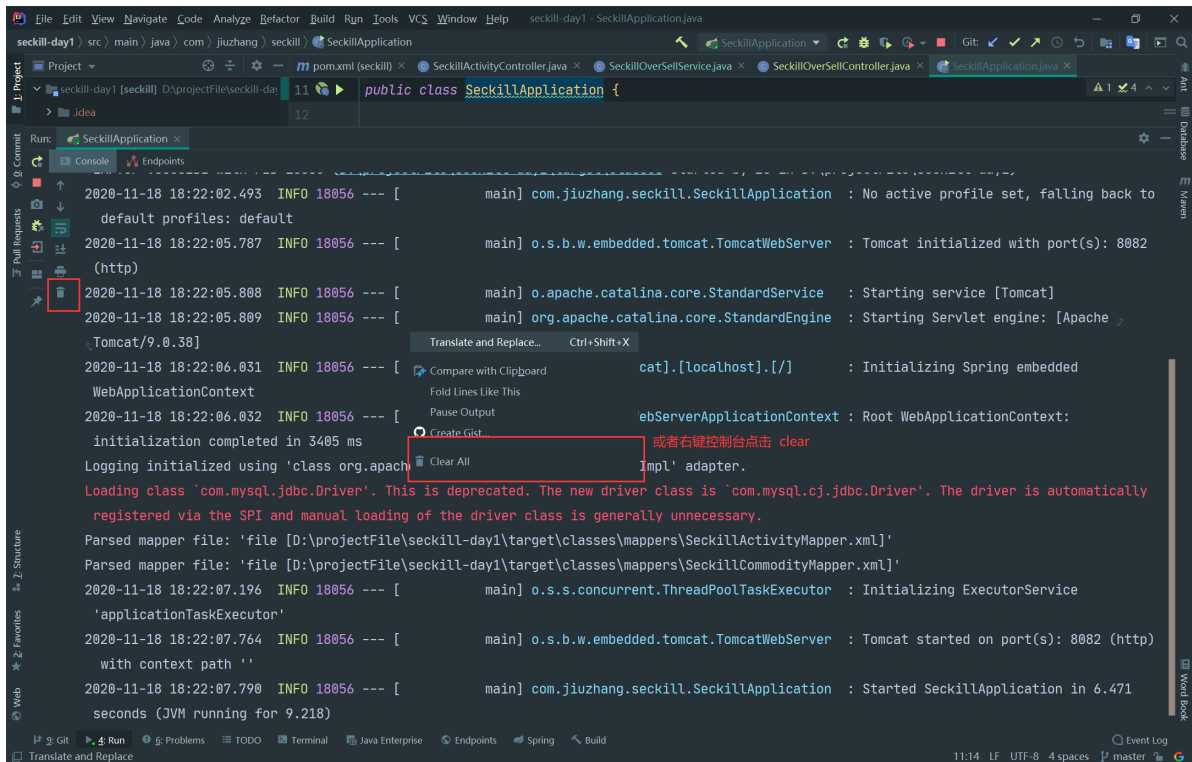 File Edit View Navigate Code Analyze Refactor Build Run Tools VCS Window Help seckill-day1 - SeckillApplication.java
seckill-day1 〉 src 〉 main 〉 java 〉 com 〉 jiuzhang 〉 seckill 〉 SeckillApplication SeckillApplication Git:
1: Project
Project pom.xml (seckill) SeckillActivityController.java SeckillOverSellService.java SeckillOverSellController.java SeckillApplication.java
Ant
seckill-day1 [seckill] D:\projectFile\seckill-day 11 public class SeckillApplication { 1 4
.idea 12
Run: SeckillApplication
0: Commit
Database
Console Endpoints
2020-11-18 18:22:02.493 INFO 18056 --- [ main] com.jiuzhang.seckill.SeckillApplication : No active profile set, falling back to
default profiles: default
Maven
Pull Requests
2020-11-18 18:22:05.787 INFO 18056 --- [ main] o.s.b.w.embedded.tomcat.TomcatWebServer : Tomcat initialized with port(s): 8082
(http)
2020-11-18 18:22:05.808 INFO 18056 --- [ main] o.apache.catalina.core.StandardService : Starting service [Tomcat]
2020-11-18 18:22:05.809 INFO 18056 --- [ main] org.apache.catalina.core.StandardEngine : Starting Servlet engine: [Apache
Tomcat/9.0.38]
Translate and Replace... Ctrl+Shift+X
2020-11-18 18:22:06.031 INFO 18056 --- [ cat].[localhost].[/] : Initializing Spring embedded
Compare with Clipboard
WebApplicationContext
Fold Lines Like This
Pause Output
2020-11-18 18:22:06.032 INFO 18056 --- [ ebServerApplicationContext : Root WebApplicationContext:
Create Gist...
initialization completed in 3405 ms
或者右键控制台点击 clear
Clear All
Logging initialized using 'class org.apach Impl' adapter.
Loading class `com.mysql.jdbc.Driver'. This is deprecated. The new driver class is `com.mysql.cj.jdbc.Driver'. The driver is automatically
registered via the SPI and manual loading of the driver class is generally unnecessary.
Parsed mapper file: 'file [D:\projectFile\seckill-day1\target\classes\mappers\SeckillActivityMapper.xml]'
Parsed mapper file: 'file [D:\projectFile\seckill-day1\target\classes\mappers\SeckillCommodityMapper.xml]'
7: Structure
2020-11-18 18:22:07.196 INFO 18056 --- [ main] o.s.s.concurrent.ThreadPoolTaskExecutor : Initializing ExecutorService
'applicationTaskExecutor'
2: Favorites
2020-11-18 18:22:07.764 INFO 18056 --- [ main] o.s.b.w.embedded.tomcat.TomcatWebServer : Tomcat started on port(s): 8082 (http)
with context path ''
Web
Word Book
2020-11-18 18:22:07.790 INFO 18056 --- [ main] com.jiuzhang.seckill.SeckillApplication : Started SeckillApplication in 6.471
seconds (JVM running for 9.218)
9: Git 4: Run 6: Problems TODO Terminal Java Enterprise Endpoints Spring Build Event Log
Translate and Replace 11:14 LF UTF-8 4 spaces master